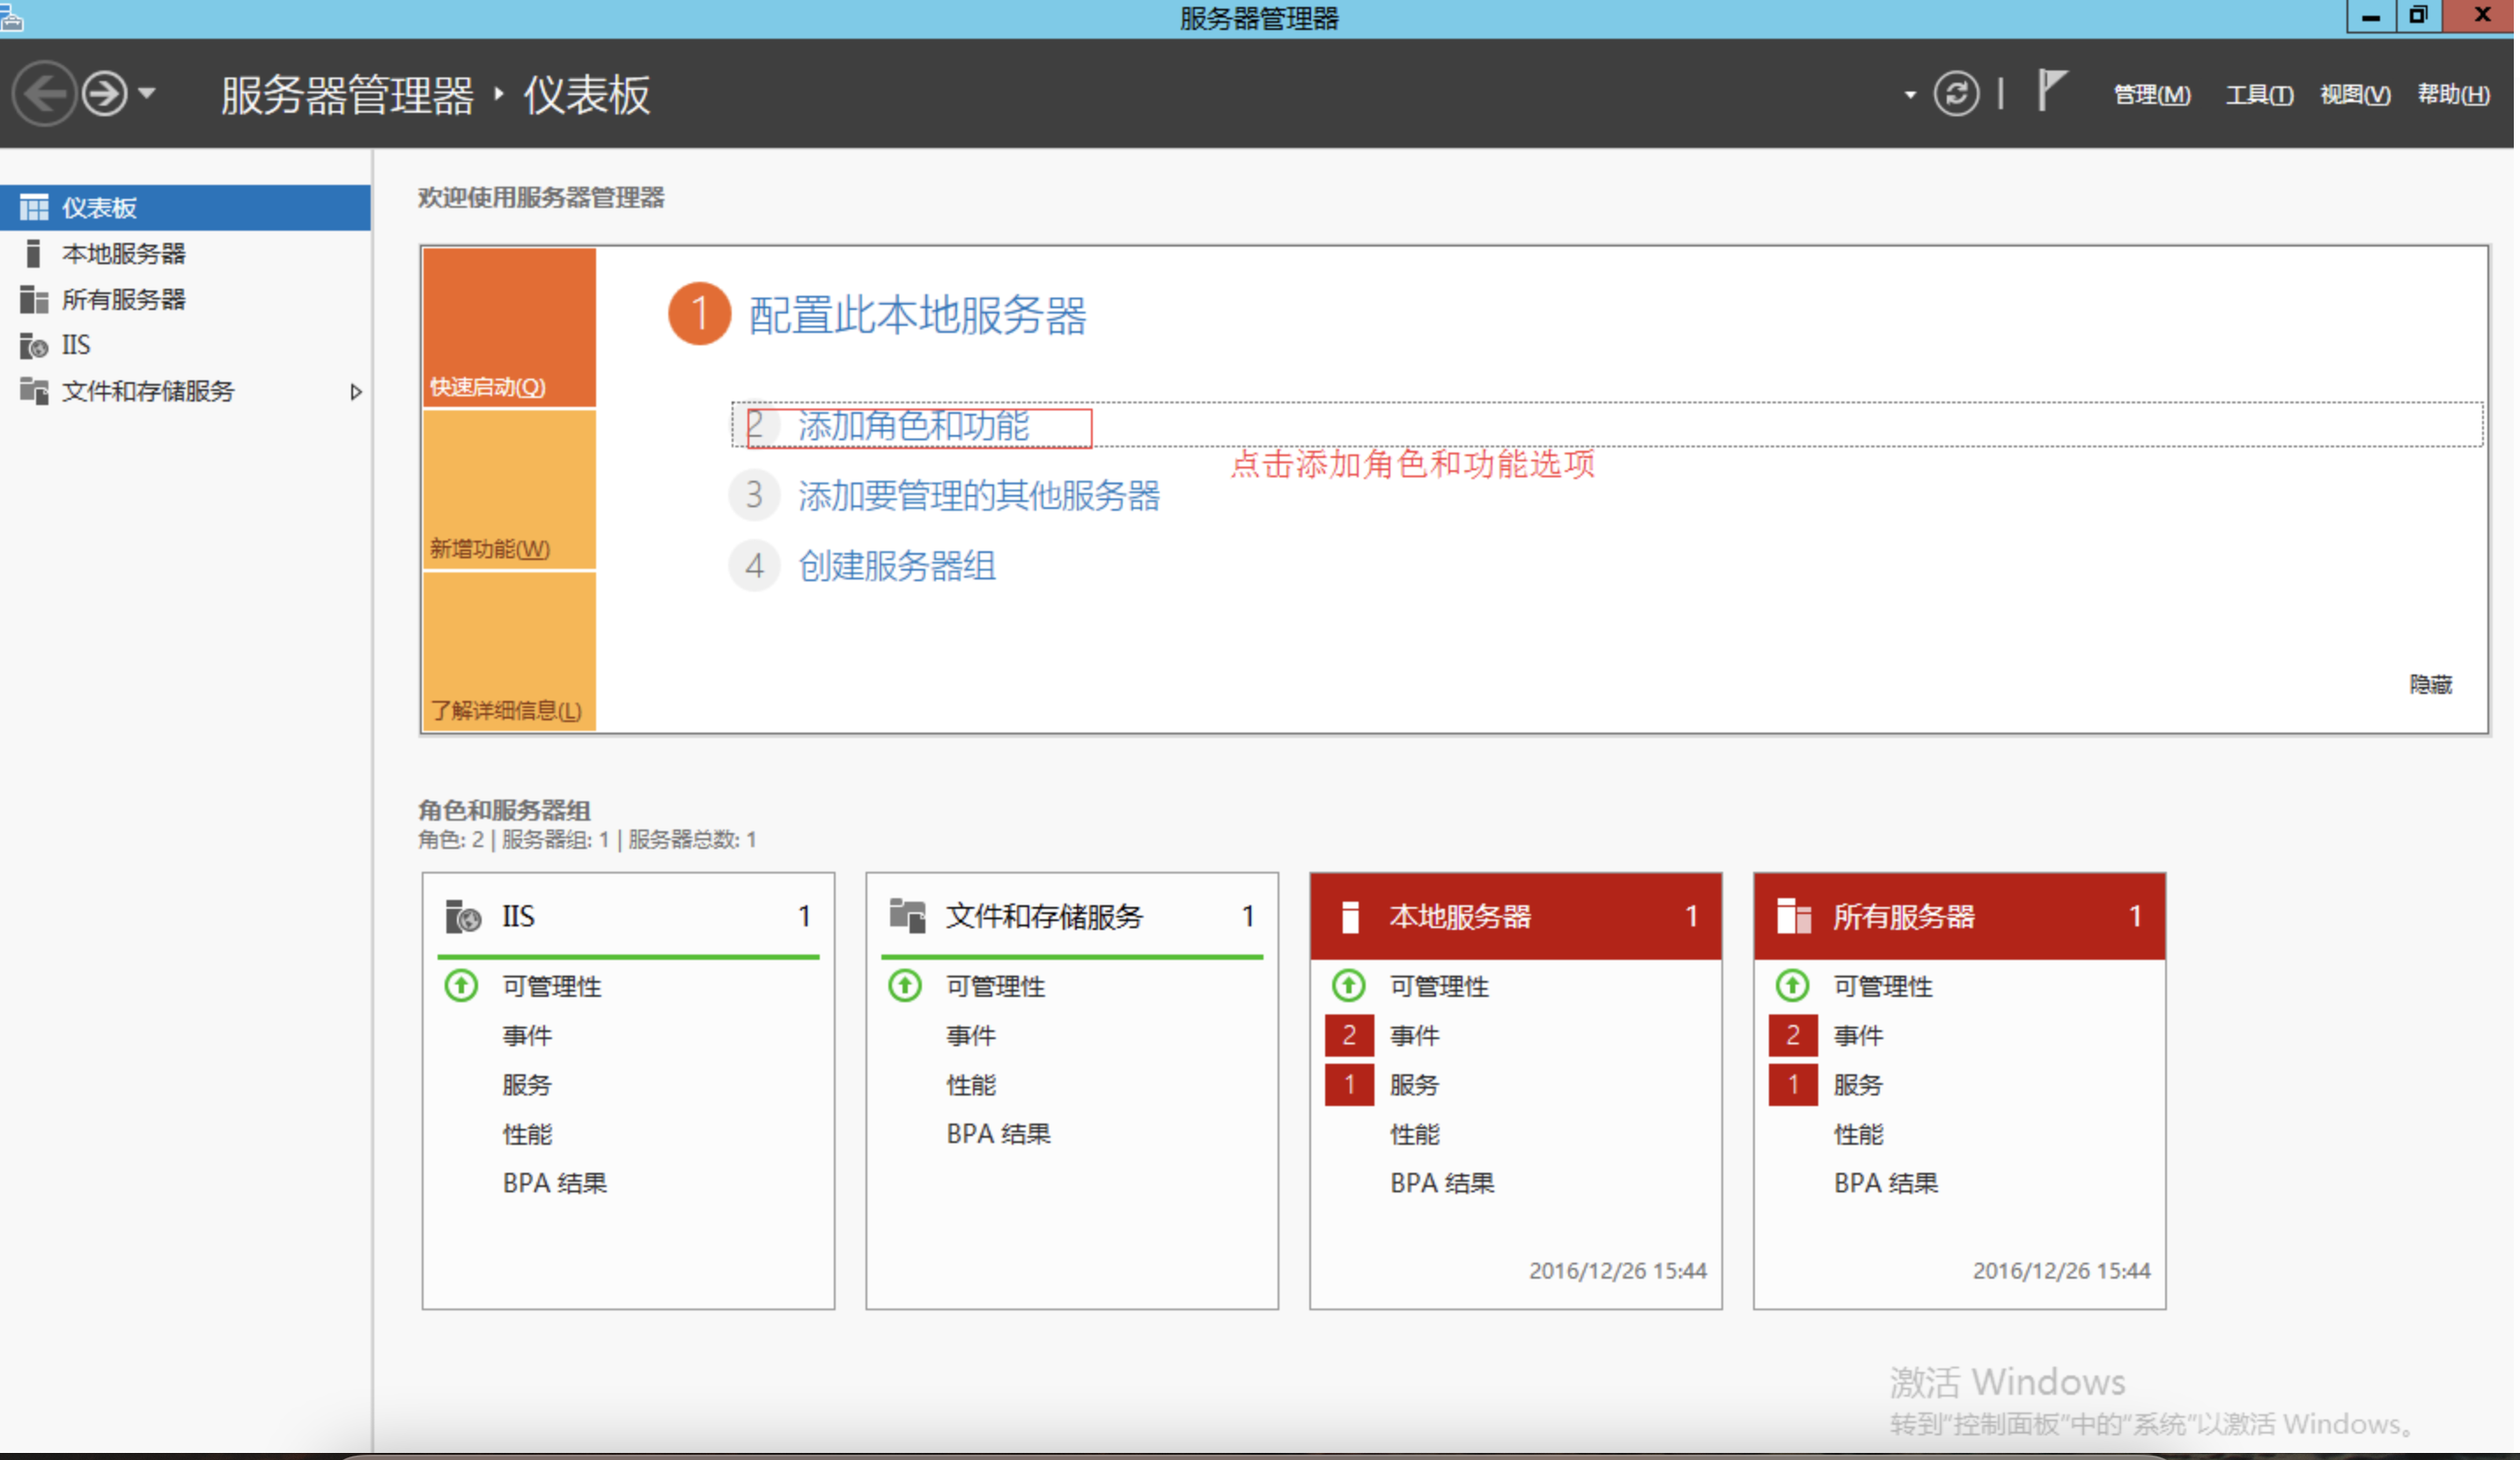 服务器管理器
服务器管理器 ‣ 仪表板
管理(M) 工具(T) 视图(V) 帮助(H)
仪表板
本地服务器
所有服务器
IIS
文件和存储服务
欢迎使用服务器管理器
快速启动(Q)
新增功能(W)
了解详细信息(L)
1 配置此本地服务器
2 添加角色和功能
点击添加角色和功能选项
3 添加要管理的其他服务器
4 创建服务器组
隐藏
角色和服务器组
角色: 2 | 服务器组: 1 | 服务器总数: 1
IIS 1
可管理性
事件
服务
性能
BPA 结果
文件和存储服务 1
可管理性
事件
性能
BPA 结果
本地服务器 1
可管理性
2 事件
1 服务
性能
BPA 结果
2016/12/26 15:44
所有服务器 1
可管理性
2 事件
1 服务
性能
BPA 结果
2016/12/26 15:44
激活 Windows
转到"控制面板"中的"系统"以激活 Windows。